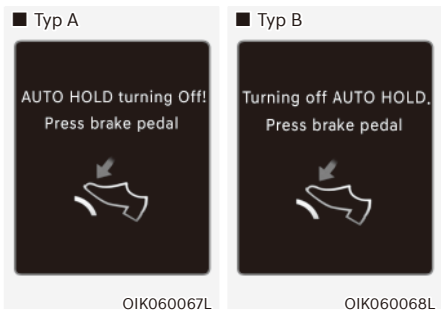 ■ Typ A
AUTO HOLD turning Off!
Press brake pedal
OIK060067L
■ Typ B
Turning off AUTO HOLD.
Press brake pedal
OIK060068L